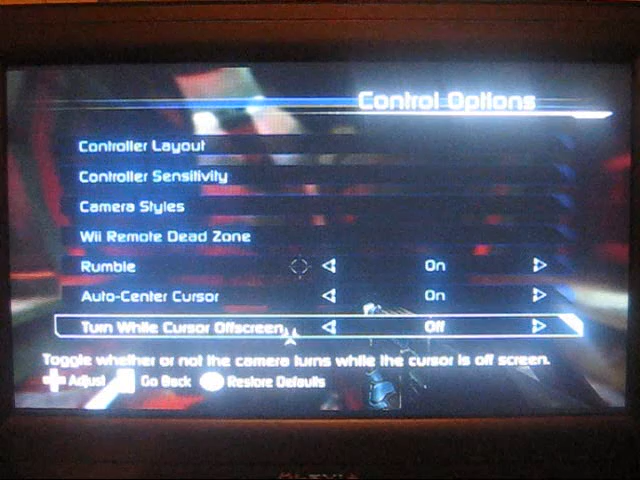 Control Options
Controller Layout
Controller Sensitivity
Camera Styles
Wii Remote Dead Zone
Rumble On
Auto-Center Cursor On
Turn While Cursor Offscreen Off
Toggle whether or not the camera turns while the cursor is off screen.
Adjust Go Back Restore Defaults